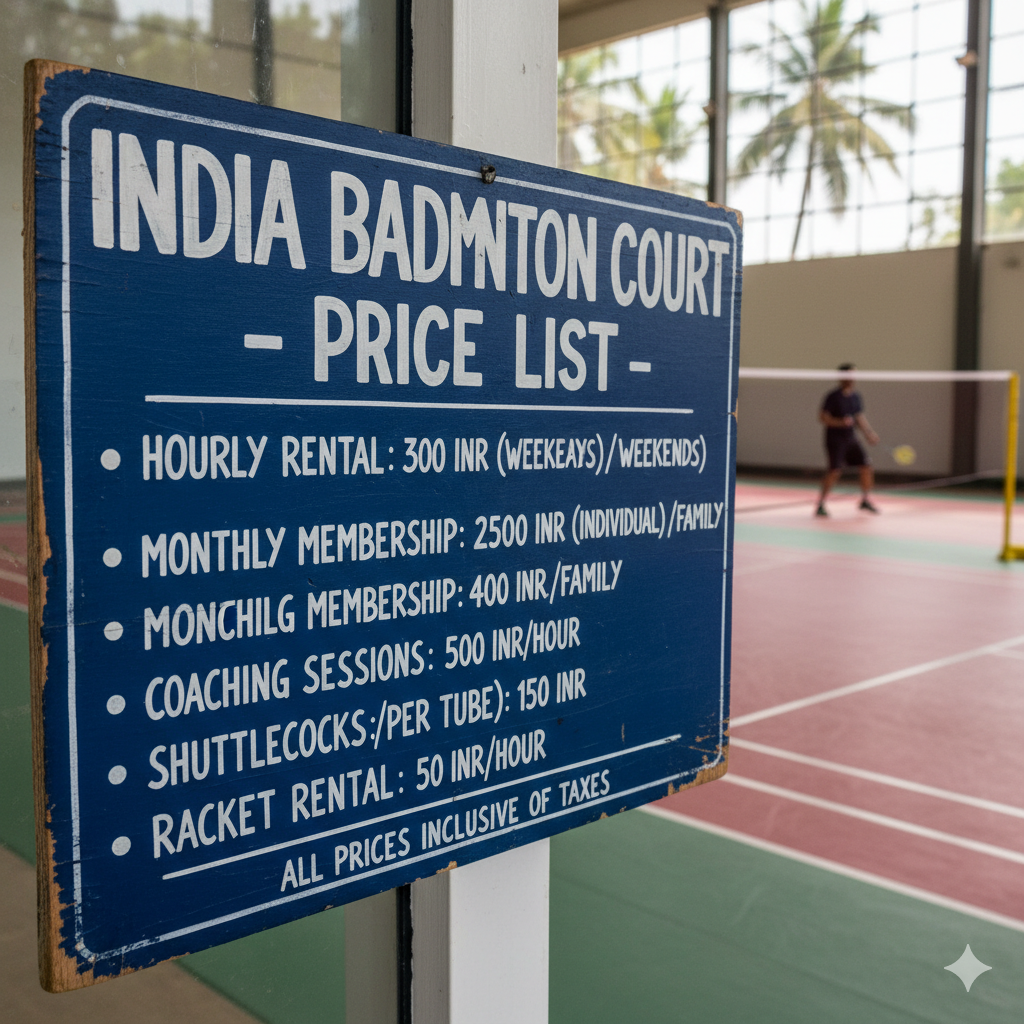 INDIA BADMNTON COURT
- PRICE LIST -
• HOURLY RENTAL: 300 INR (WEEKEAYS)/WEEKENDS)
• MONTHLY MEMBERSHIP: 2500 INR (INDIVIDUAL)/FAMILY
• MONCHILG MEMBERSHIP: 400 INR/FAMILY
• COACHING SESSIONS: 500 INR/HOUR
• SHUTTLECOCKS:/PER TUBE): 150 INR
• RACKET RENTAL: 50 INR/HOUR
ALL PRICES INCLUSIVE OF TAXES